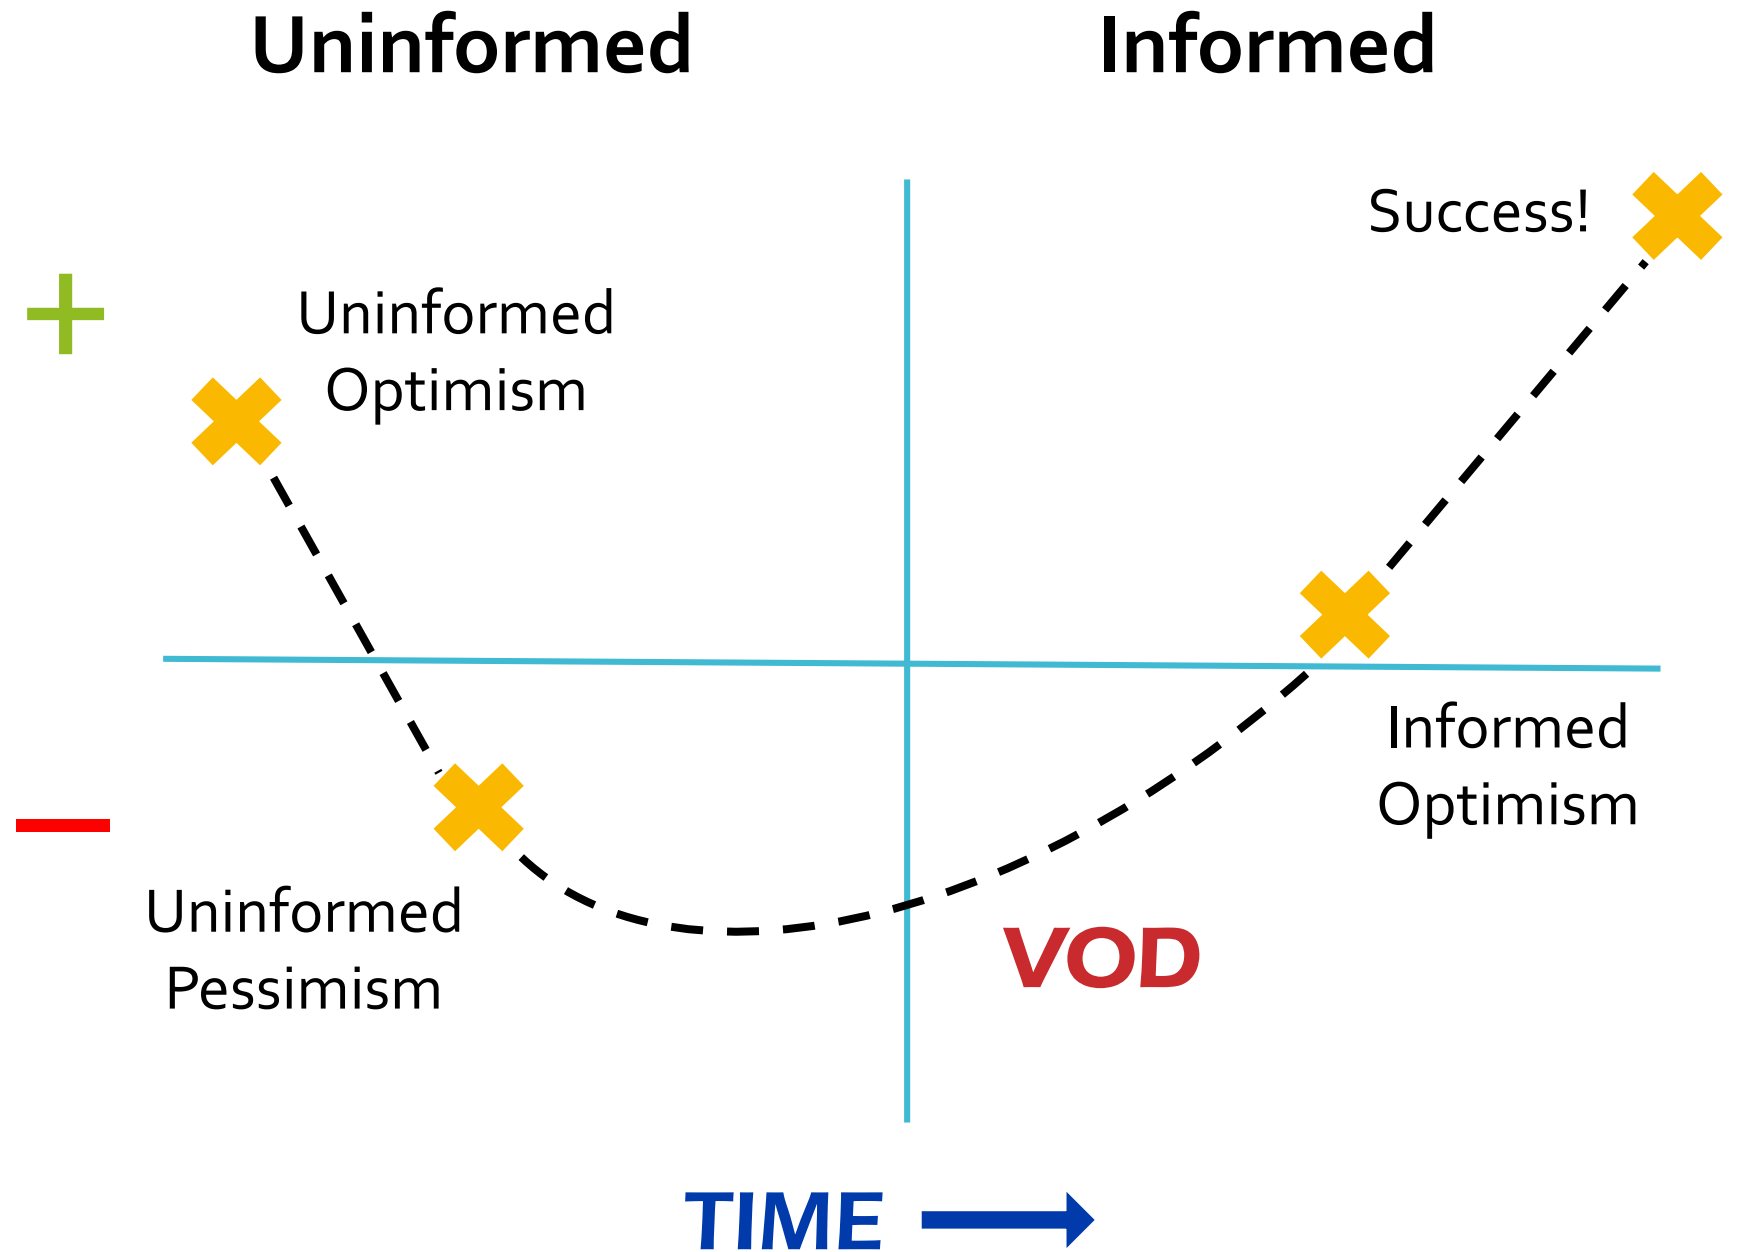 Uninformed
Informed
Success!
Uninformed
Optimism
Informed
Optimism
Uninformed
Pessimism
VOD
TIME